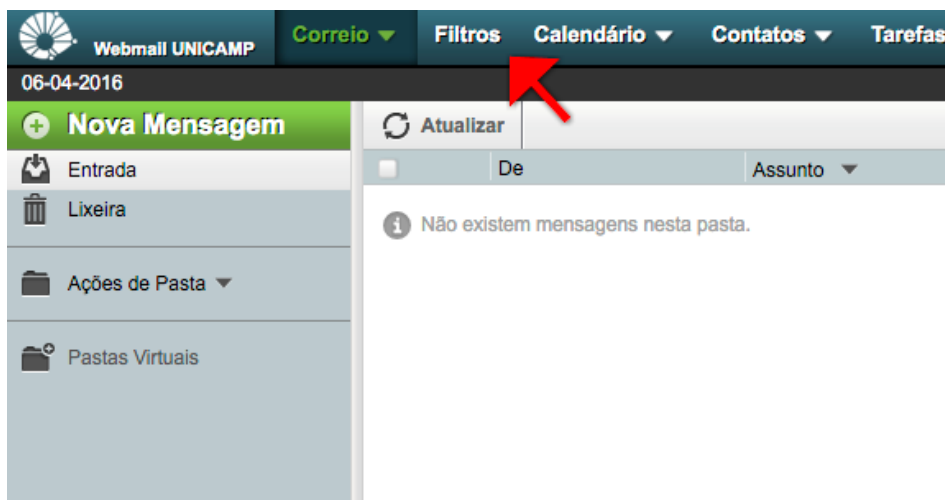 Webmail UNICAMP Correio Filtros Calendário Contatos Tarefas
06-04-2016
Nova Mensagem
Atualizar
Entrada
De Assunto
Lixeira
Não existem mensagens nesta pasta.
Ações de Pasta
Pastas Virtuais